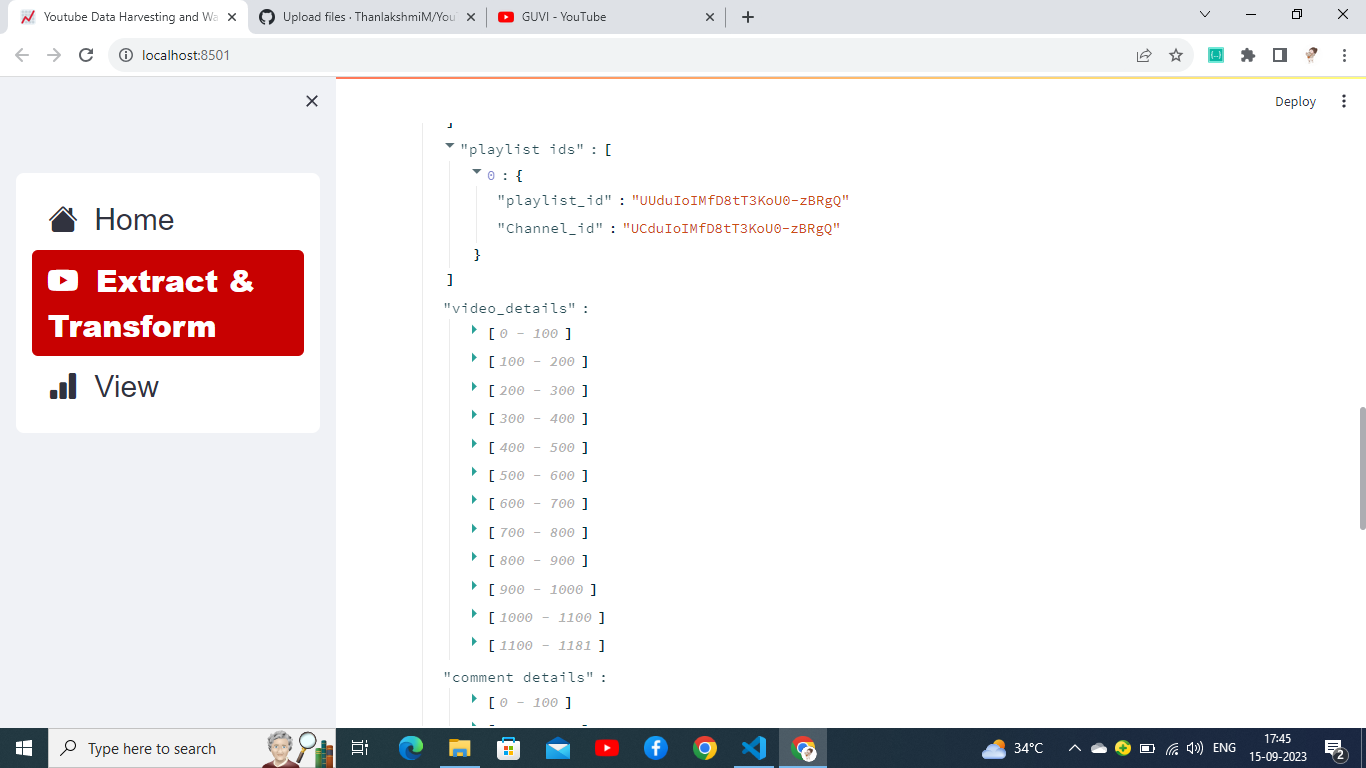 Youtube Data Harvesting and Wa
Upload files · ThanlakshmiM/You
GUVI - YouTube
localhost:8501
Deploy
Home
Extract &
Transform
View
]
"playlist ids" : [
0 : {
"playlist_id" : "UUduIoIMfD8tT3KoU0-zBRgQ"
"Channel_id" : "UCduIoIMfD8tT3KoU0-zBRgQ"
}
]
"video_details" :
[ 0 - 100 ]
[ 100 - 200 ]
[ 200 - 300 ]
[ 300 - 400 ]
[ 400 - 500 ]
[ 500 - 600 ]
[ 600 - 700 ]
[ 700 - 800 ]
[ 800 - 900 ]
[ 900 - 1000 ]
[ 1000 - 1100 ]
[ 1100 - 1181 ]
"comment details" :
[ 0 - 100 ]
Type here to search
34°C
ENG
17:45
15-09-2023
2